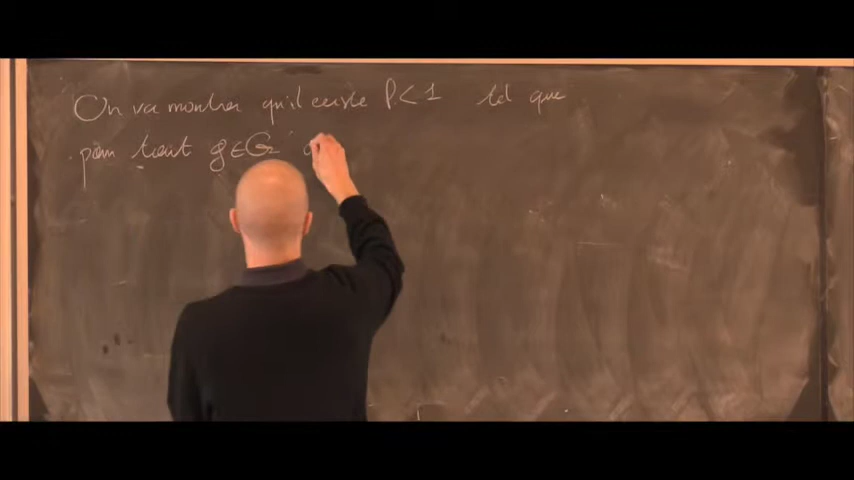 On va montrer qu'il existe P < 1 tel que
pour tout g ∈ G